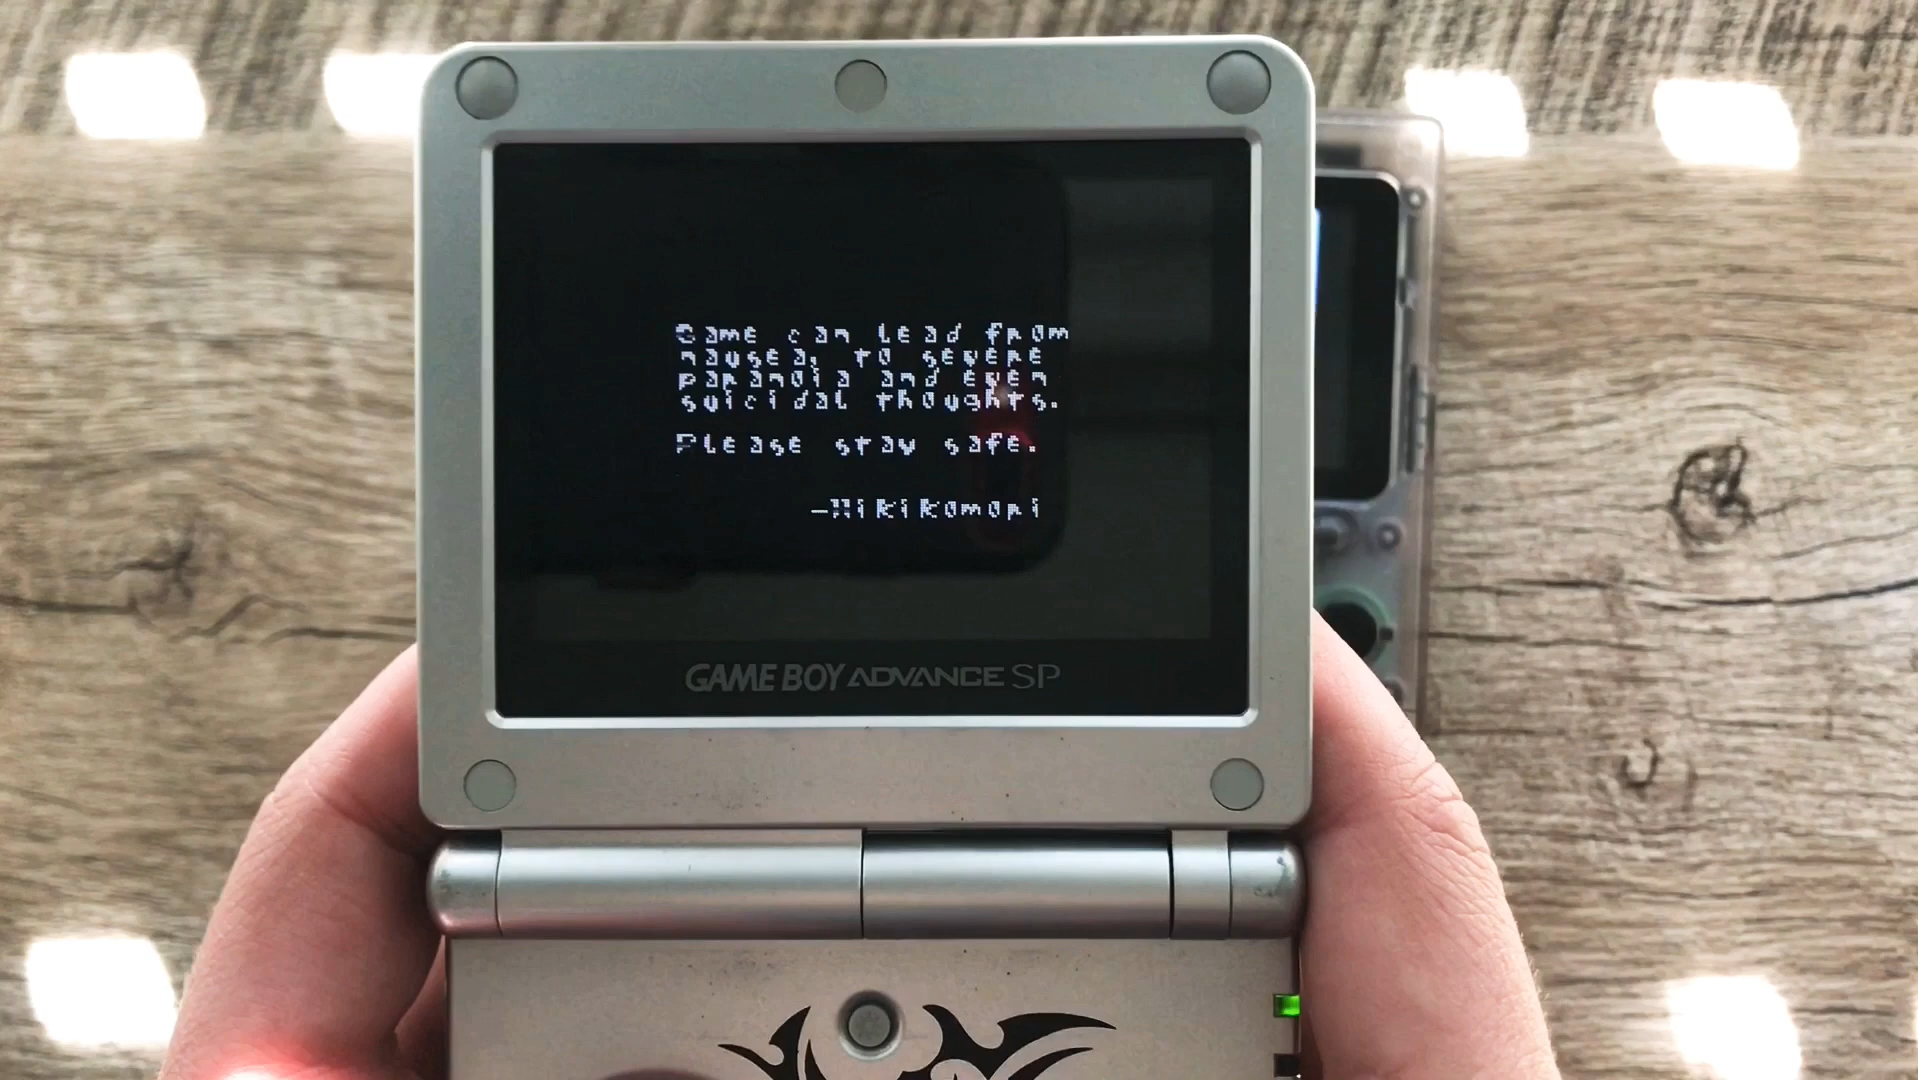 Game can lead from
nausea, to severe
paranoia and even
suicidal thoughts.
Please stay safe.
-Hikikomori
GAME BOY ADVANCE SP